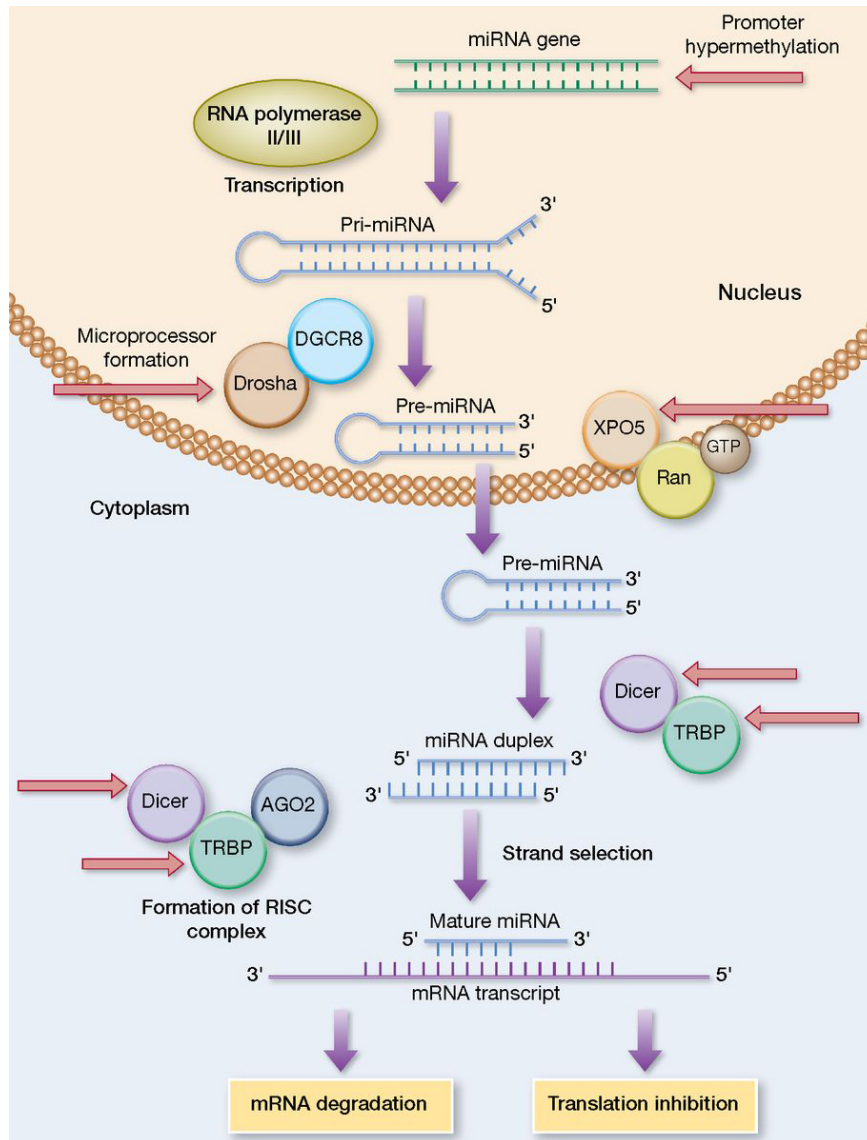 miRNA gene
Promoter
hypermethylation
RNA polymerase
II/III
Transcription
Pri-miRNA
3'
5'
Nucleus
Microprocessor
formation
DGCR8
Drosha
Pre-miRNA
3'
5'
XPO5
GTP
Ran
Cytoplasm
Pre-miRNA
3'
5'
Dicer
TRBP
miRNA duplex
5'
3'
3'
5'
Dicer
AGO2
TRBP
Formation of RISC
complex
Strand selection
Mature miRNA
5'
3'
3'
5'
mRNA transcript
mRNA degradation
Translation inhibition